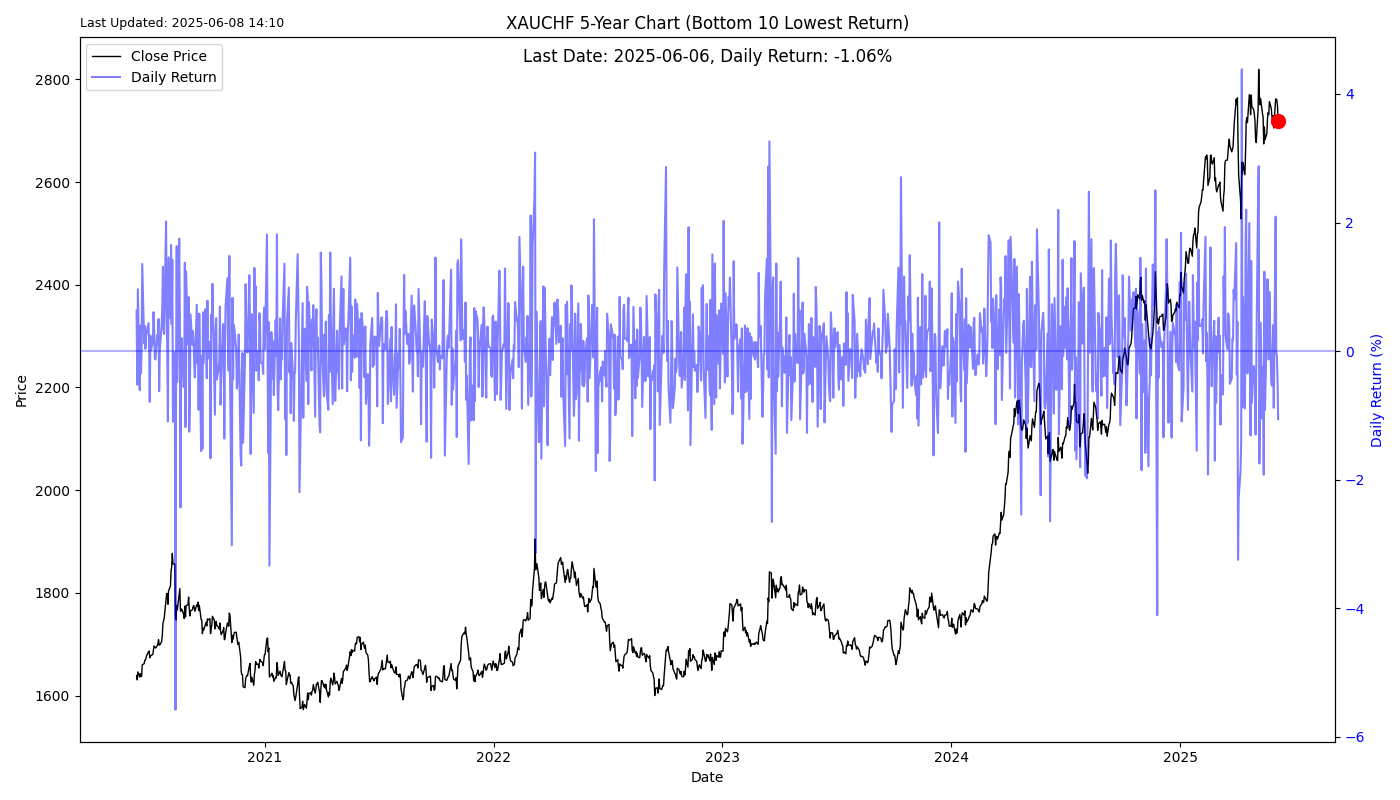 Last Updated: 2025-06-08 14:10
XAUCHF 5-Year Chart (Bottom 10 Lowest Return)
Last Date: 2025-06-06, Daily Return: -1.06%
Close Price
Daily Return
2800
2600
2400
2200
2000
1800
1600
Price
4
2
0
−2
−4
−6
Daily Return (%)
2021
2022
2023
2024
2025
Date